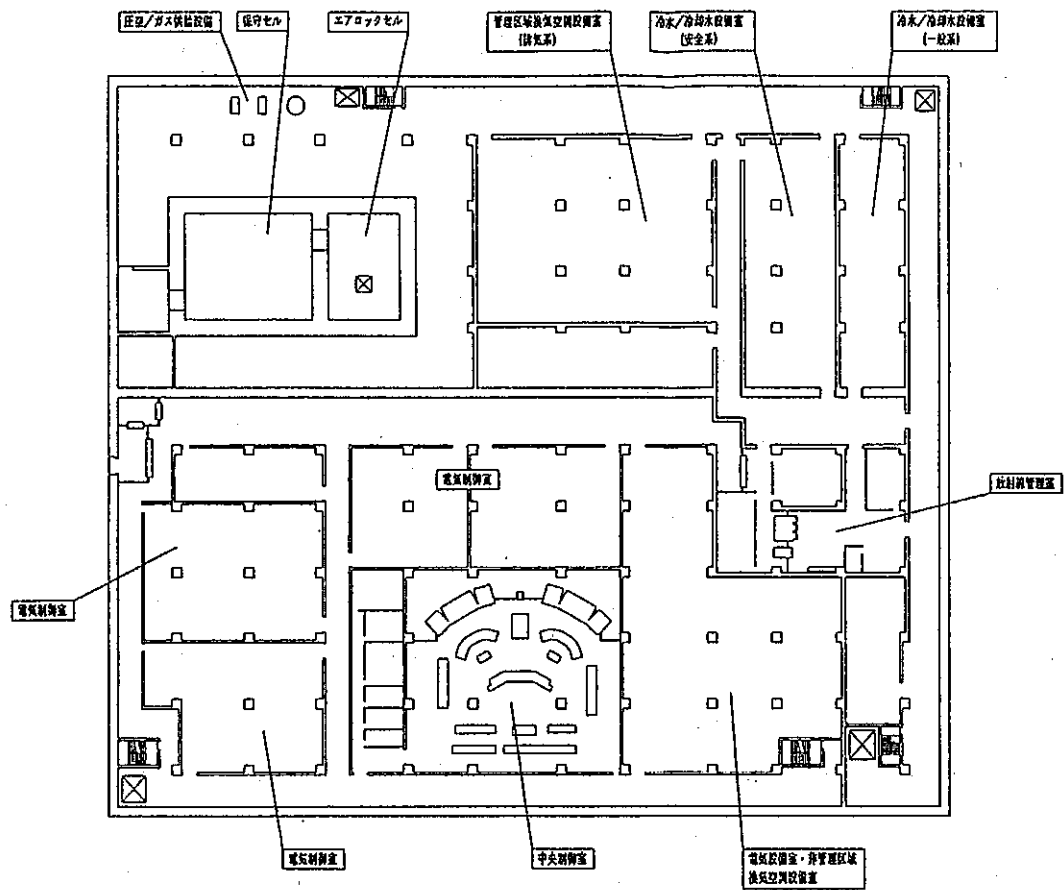 圧空／ガス供給設備
保守セル
エアロックセル
管理区域換気空調設備室
(排気系)
冷水／冷却水設備室
(安全系)
冷水／冷却水設備室
(一般系)
電気制御室
放射線管理室
電気制御室
電気制御室
中央制御室
電気設備室・非管理区域
換気空調設備室